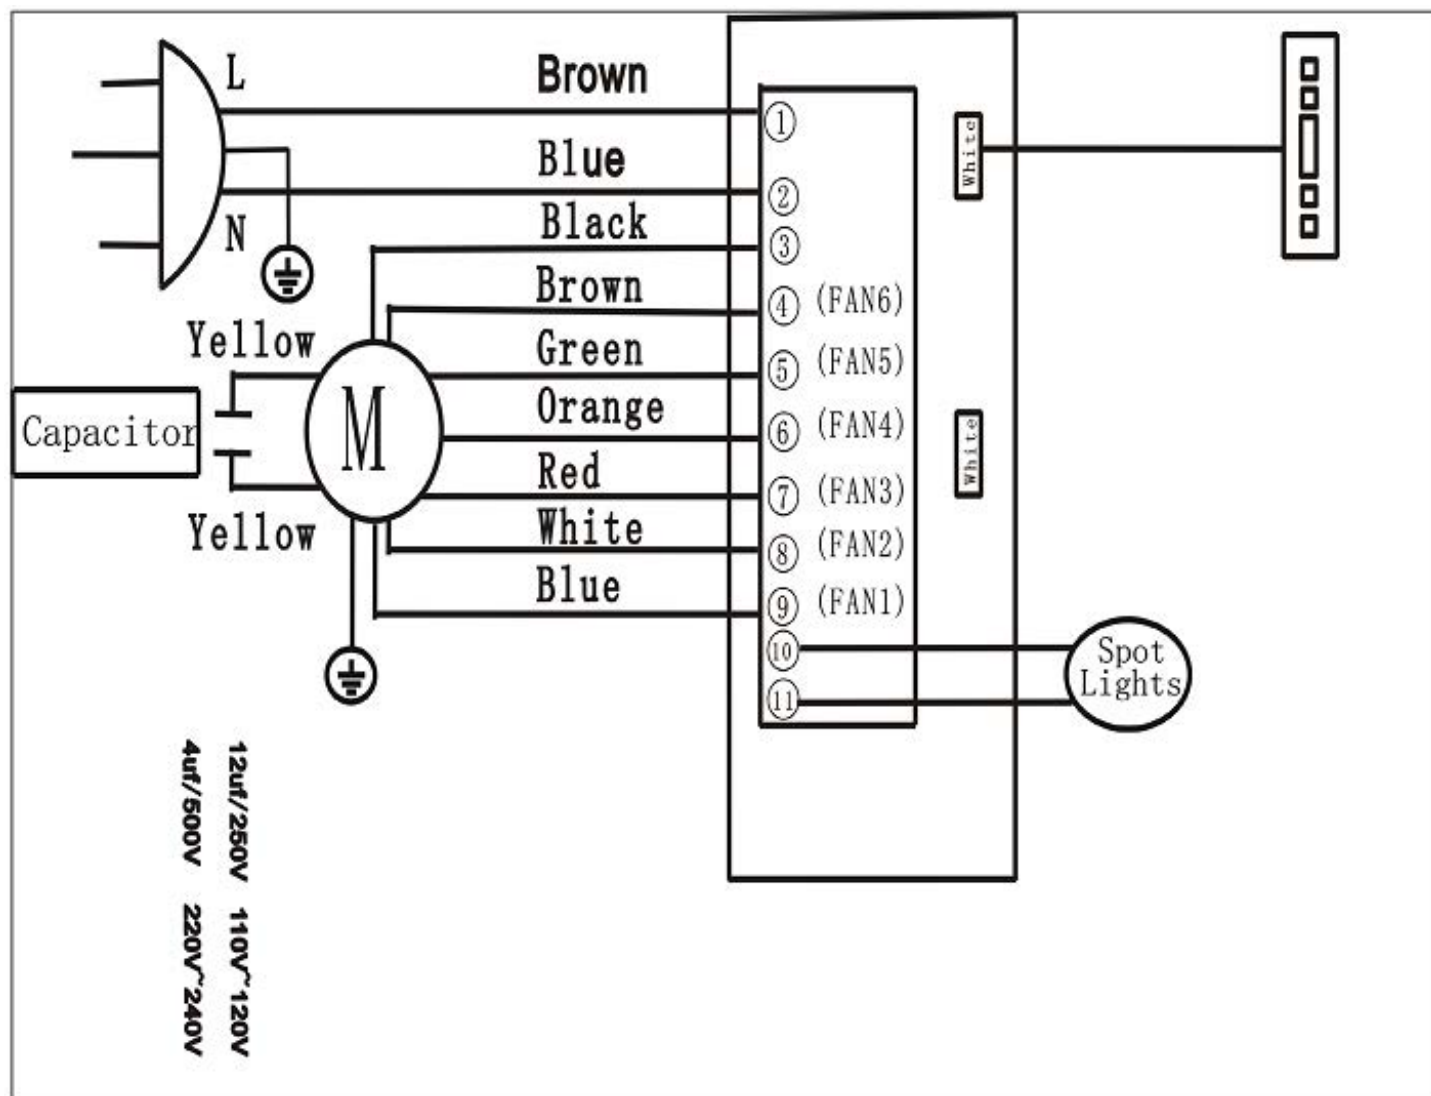 L
Brown
①
White
Blue
②
N
Black
③
Brown
④ (FAN6)
Yellow
Green
⑤ (FAN5)
Capacitor
M
Orange
⑥ (FAN4)
White
Red
⑦ (FAN3)
Yellow
White
⑧ (FAN2)
Blue
⑨ (FAN1)
⑩
⑪
Spot
Lights
12uf/250V 110V~120V
4uf/500V 220V~240V